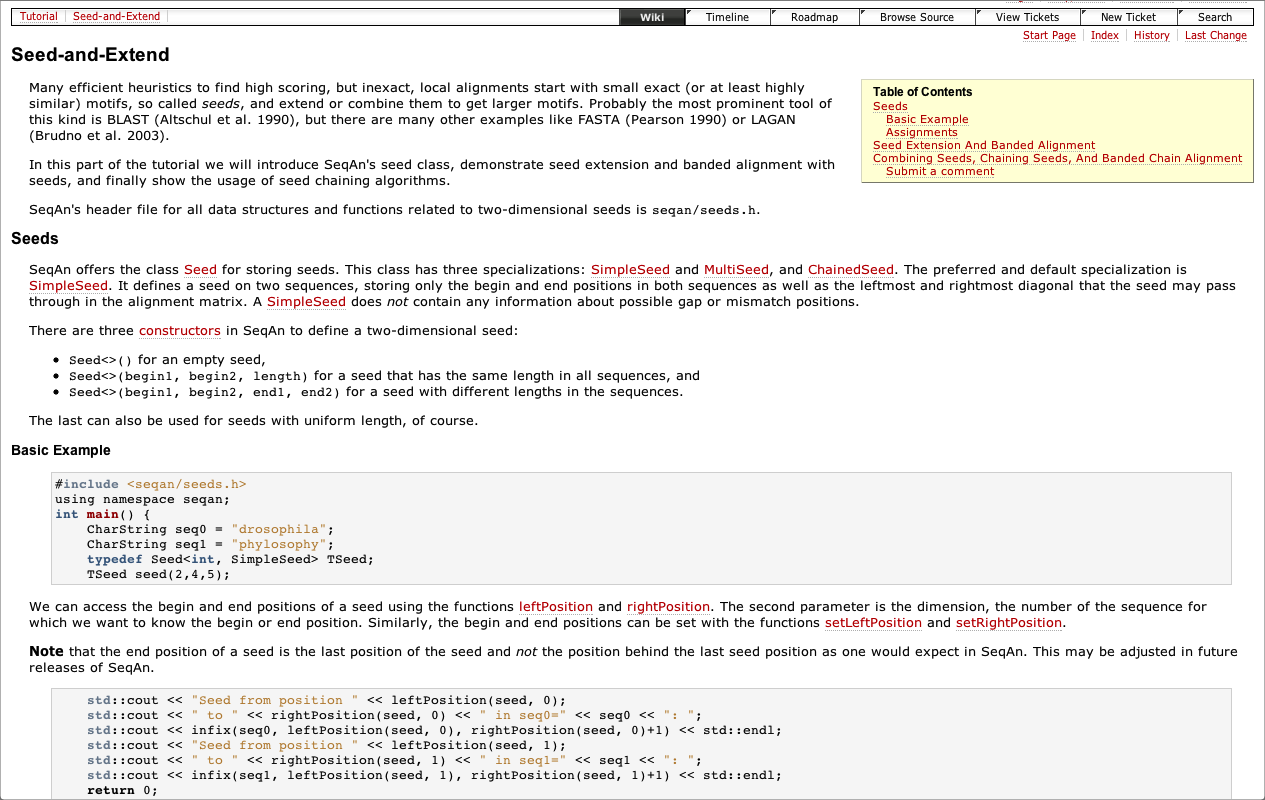 Tutorial Seed-and-Extend Wiki Timeline Roadmap Browse Source View Tickets New Ticket Search
Start Page Index History Last Change
Seed-and-Extend
Many efficient heuristics to find high scoring, but inexact, local alignments start with small exact (or at least highly
similar) motifs, so called seeds, and extend or combine them to get larger motifs. Probably the most prominent tool of
this kind is BLAST (Altschul et al. 1990), but there are many other examples like FASTA (Pearson 1990) or LAGAN
(Brudno et al. 2003).
In this part of the tutorial we will introduce SeqAn's seed class, demonstrate seed extension and banded alignment with
seeds, and finally show the usage of seed chaining algorithms.
SeqAn's header file for all data structures and functions related to two-dimensional seeds is seqan/seeds.h.
Table of Contents
Seeds
Basic Example
Assignments
Seed Extension And Banded Alignment
Combining Seeds, Chaining Seeds, And Banded Chain Alignment
Submit a comment
Seeds
SeqAn offers the class Seed for storing seeds. This class has three specializations: SimpleSeed and MultiSeed, and ChainedSeed. The preferred and default specialization is
SimpleSeed. It defines a seed on two sequences, storing only the begin and end positions in both sequences as well as the leftmost and rightmost diagonal that the seed may pass
through in the alignment matrix. A SimpleSeed does not contain any information about possible gap or mismatch positions.
There are three constructors in SeqAn to define a two-dimensional seed:
• Seed<>() for an empty seed,
• Seed<>(begin1, begin2, length) for a seed that has the same length in all sequences, and
• Seed<>(begin1, begin2, end1, end2) for a seed with different lengths in the sequences.
The last can also be used for seeds with uniform length, of course.
Basic Example
#include <seqan/seeds.h>
using namespace seqan;
int main() {
CharString seq0 = "drosophila";
CharString seq1 = "phylosophy";
typedef Seed<int, SimpleSeed> TSeed;
TSeed seed(2,4,5);
We can access the begin and end positions of a seed using the functions leftPosition and rightPosition. The second parameter is the dimension, the number of the sequence for
which we want to know the begin or end position. Similarly, the begin and end positions can be set with the functions setLeftPosition and setRightPosition.
Note that the end position of a seed is the last position of the seed and not the position behind the last seed position as one would expect in SeqAn. This may be adjusted in future
releases of SeqAn.
std::cout << "Seed from position " << leftPosition(seed, 0);
std::cout << " to " << rightPosition(seed, 0) << " in seq0=" << seq0 << ": ";
std::cout << infix(seq0, leftPosition(seed, 0), rightPosition(seed, 0)+1) << std::endl;
std::cout << "Seed from position " << leftPosition(seed, 1);
std::cout << " to " << rightPosition(seed, 1) << " in seq1=" << seq1 << ": ";
std::cout << infix(seq1, leftPosition(seed, 1), rightPosition(seed, 1)+1) << std::endl;
return 0;